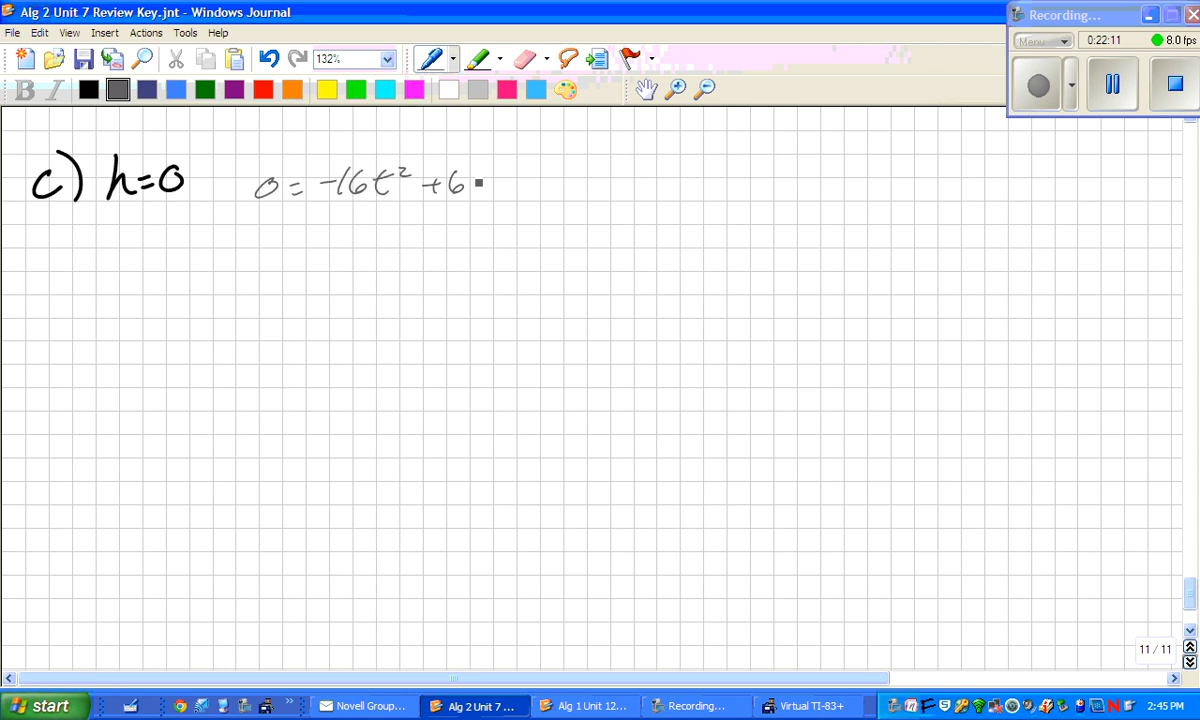 Alg 2 Unit 7 Review Key.jnt - Windows Journal
Recording...
File Edit View Insert Actions Tools Help
Menu 0:22:11 8.0 fps
132%
B I
c) h=0 0 = -16t² + 6
11 / 11
start Novell Group... Alg 2 Unit 7 ... Alg 1 Unit 12... Recording... Virtual TI-83+ 2:45 PM